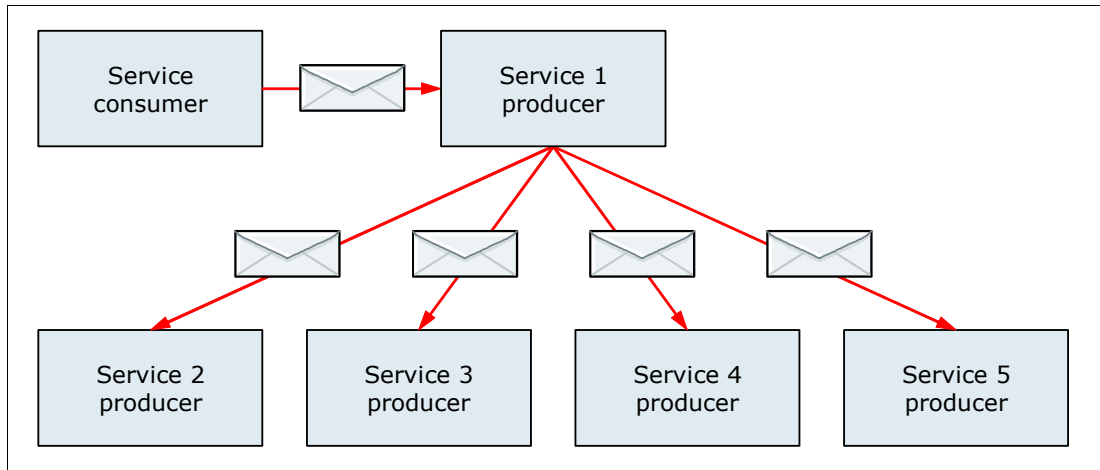 Service
consumer
Service 1
producer
Service 2
producer
Service 3
producer
Service 4
producer
Service 5
producer